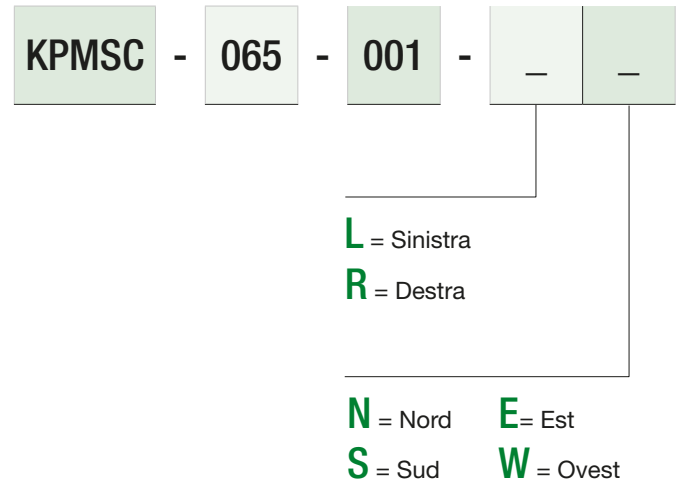 KPMSC - 065 - 001 - _ _
L = Sinistra
R = Destra
N = Nord E= Est
S = Sud W = Ovest